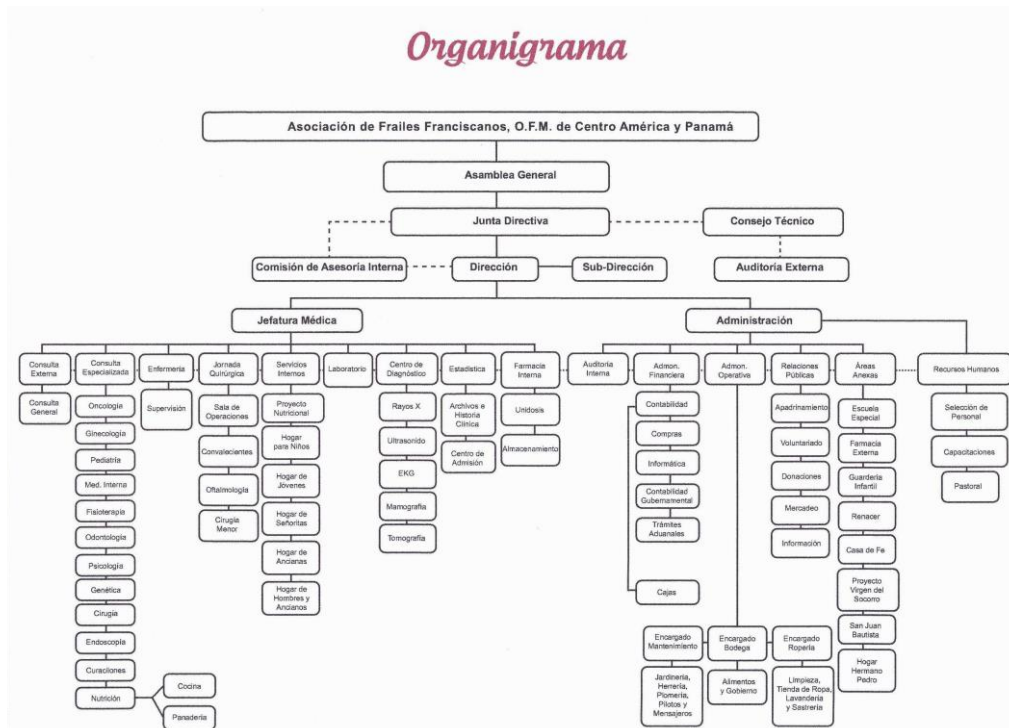 Organigrama
Asociación de Frailes Franciscanos, O.F.M. de Centro América y Panamá
Asamblea General
Junta Directiva
Consejo Técnico
Comisión de Asesoría Interna
Dirección
Sub-Dirección
Auditoría Externa
Jefatura Médica
Administración
Consulta
Externa
Consulta
Especializada
Enfermería
Jornada
Quirúrgica
Servicios
Internos
Laboratorio
Centro de
Diagnóstico
Estadística
Farmacia
Interna
Auditoría
Interna
Admon.
Financiera
Admon.
Operativa
Relaciones
Públicas
Áreas
Anexas
Recursos Humanos
Consulta
General
Oncología
Ginecología
Pediatría
Med. Interna
Fisioterapia
Odontología
Psicología
Genética
Cirugía
Endoscopía
Curaciones
Nutrición
Cocina
Panadería
Supervisión
Sala de
Operaciones
Convalecientes
Oftalmología
Cirugía
Menor
Proyecto
Nutricional
Hogar
para Niños
Hogar de
Jóvenes
Hogar de
Señoritas
Hogar de
Ancianas
Hogar de
Hombres y
Ancianos
Rayos X
Ultrasonido
EKG
Mamografía
Tomografía
Archivos e
Historia
Clínica
Centro de
Admisión
Unidosis
Almacenamiento
Contabilidad
Compras
Informática
Contabilidad
Gubernamental
Trámites
Aduanales
Cajas
Encargado
Mantenimiento
Encargado
Bodega
Encargado
Ropería
Jardinería,
Herrería,
Plomería,
Pilotos y
Mensajeros
Alimentos
y Gobierno
Limpieza,
Tienda de Ropa,
Lavandería
y Sastrería
Apadrinamiento
Voluntariado
Donaciones
Mercadeo
Información
Escuela
Especial
Farmacia
Externa
Guardería
Infantil
Renacer
Casa de Fe
Proyecto
Virgen del
Socorro
San Juan
Bautista
Hogar
Hermano
Pedro
Selección de
Personal
Capacitaciones
Pastoral